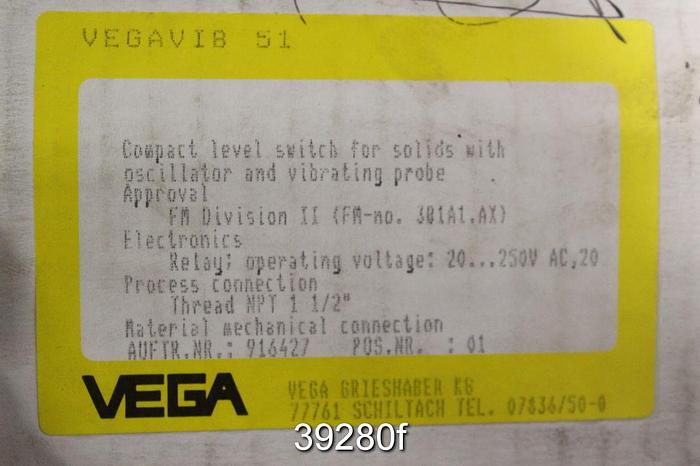 VEGAVIB 51
Compact level switch for solids with
oscillator and vibrating probe
Approval
FM Division II (FM-no. 3D1A1.AX)
Electronics
Relay; operating voltage: 20...250V AC,20
Process connection
Thread NPT 1 1/2"
Material mechanical connection
AUFTR.NR.: 916427 POS.NR. : 01
VEGA
VEGA GRIESHABER KG
77761 SCHILTACH TEL. 07836/50-0
39280f